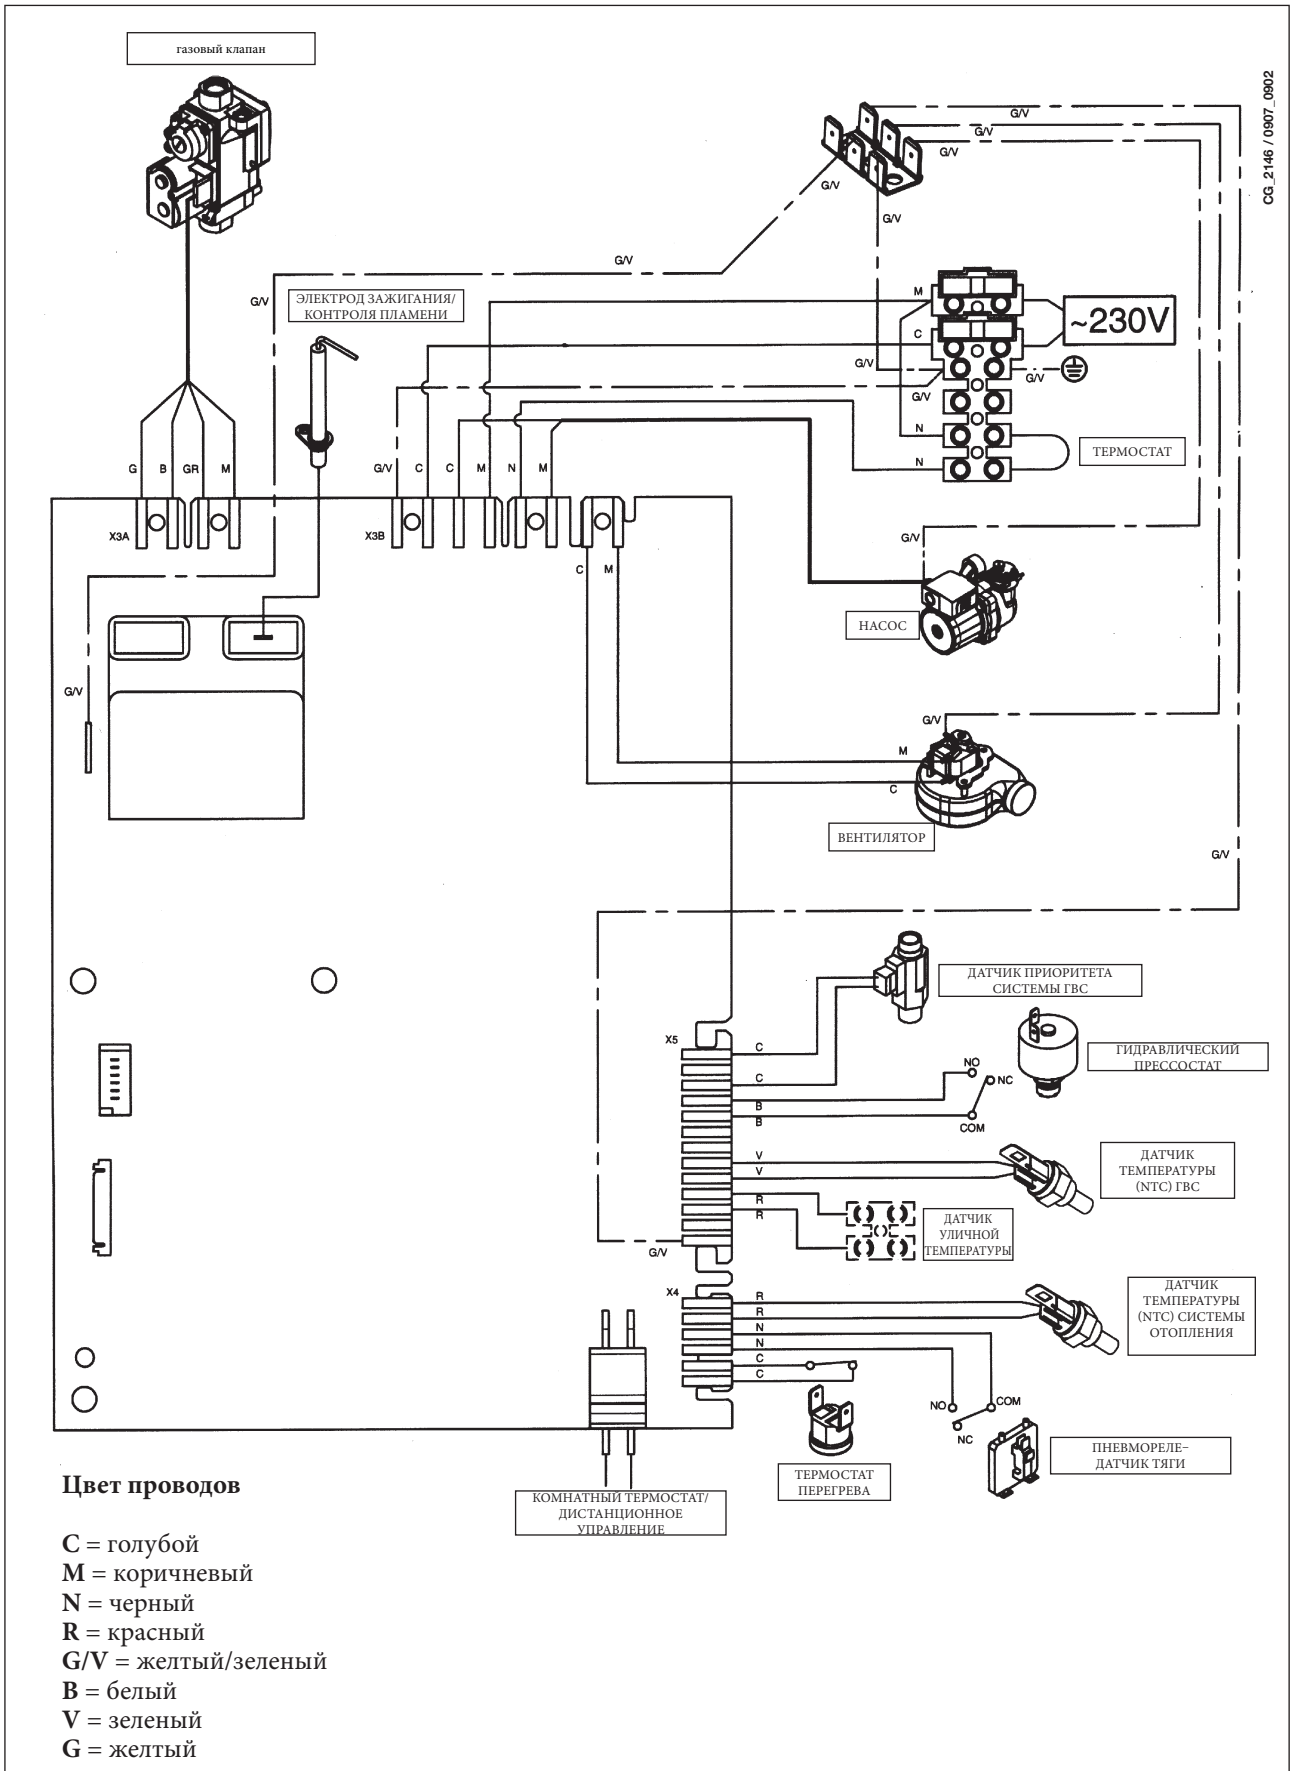 газовый клапан
CG_2146 / 0907_0902
G/V
G/V
G/V
G/V
G/V
G/V
G/V
ЭЛЕКТРОД ЗАЖИГАНИЯ/
КОНТРОЛЯ ПЛАМЕНИ
M
~230V
C
G/V
G/V
G/V
N
ТЕРМОСТАТ
N
G
B
GR
M
G/V
C
C
M
N
M
X3A
X3B
G/V
C
M
НАСОС
G/V
G/V
M
C
ВЕНТИЛЯТОР
G/V
ДАТЧИК ПРИОРИТЕТА
СИСТЕМЫ ГВС
X5
C
C
B
B
NO
NC
COM
ГИДРАВЛИЧЕСКИЙ
ПРЕССОСТАТ
V
V
ДАТЧИК
ТЕМПЕРАТУРЫ
(NTC) ГВС
R
R
ДАТЧИК
УЛИЧНОЙ
ТЕМПЕРАТУРЫ
G/V
X4
R
R
N
N
C
C
ДАТЧИК
ТЕМПЕРАТУРЫ
(NTC) СИСТЕМЫ
ОТОПЛЕНИЯ
NO
COM
NC
ПНЕВМОРЕЛЕ-
ДАТЧИК ТЯГИ
ТЕРМОСТАТ
ПЕРЕГРЕВА
КОМНАТНЫЙ ТЕРМОСТАТ/
ДИСТАНЦИОННОЕ
УПРАВЛЕНИЕ
Цвет проводов
C = голубой
M = коричневый
N = черный
R = красный
G/V = желтый/зеленый
B = белый
V = зеленый
G = желтый